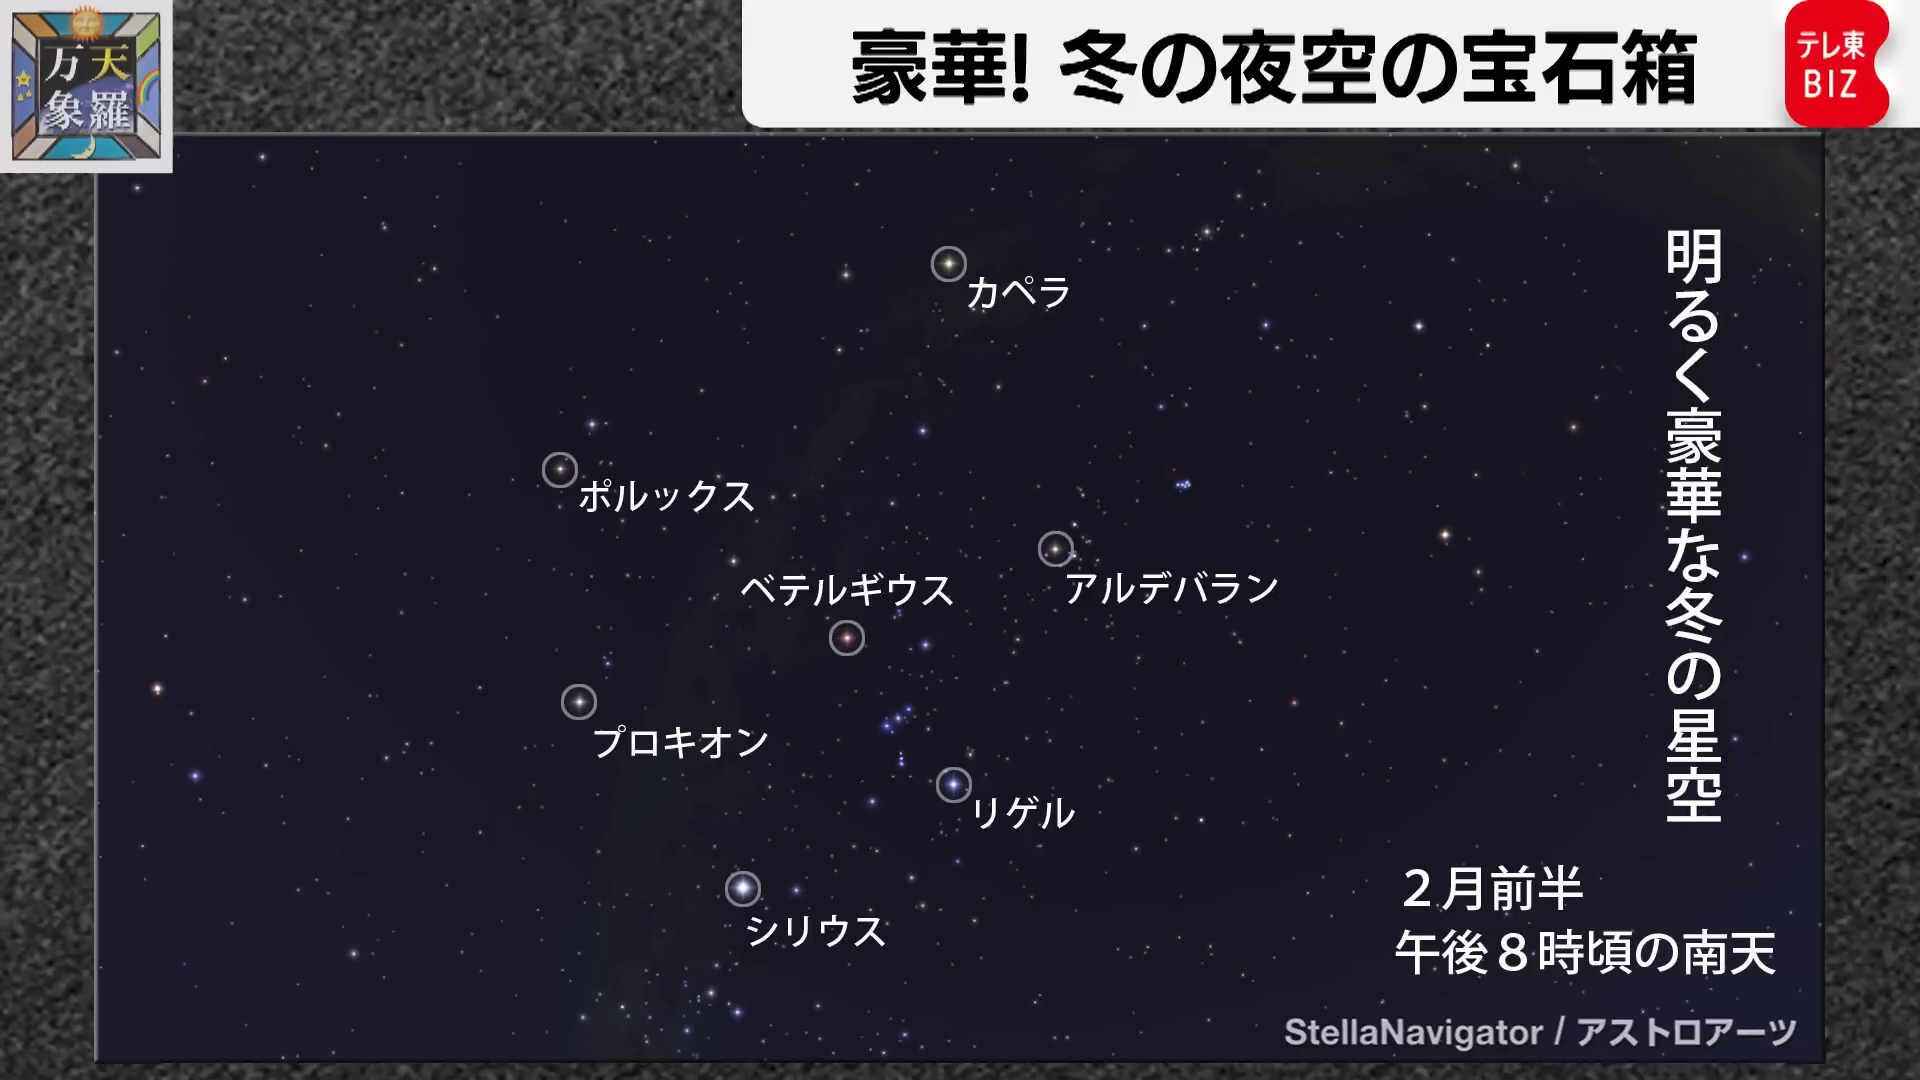 天羅
万象
豪華! 冬の夜空の宝石箱
テレ東
BIZ
明るく豪華な冬の星空
カペラ
ポルックス
アルデバラン
ベテルギウス
プロキオン
リゲル
シリウス
２月前半
午後８時頃の南天
StellaNavigator / アストロアーツ